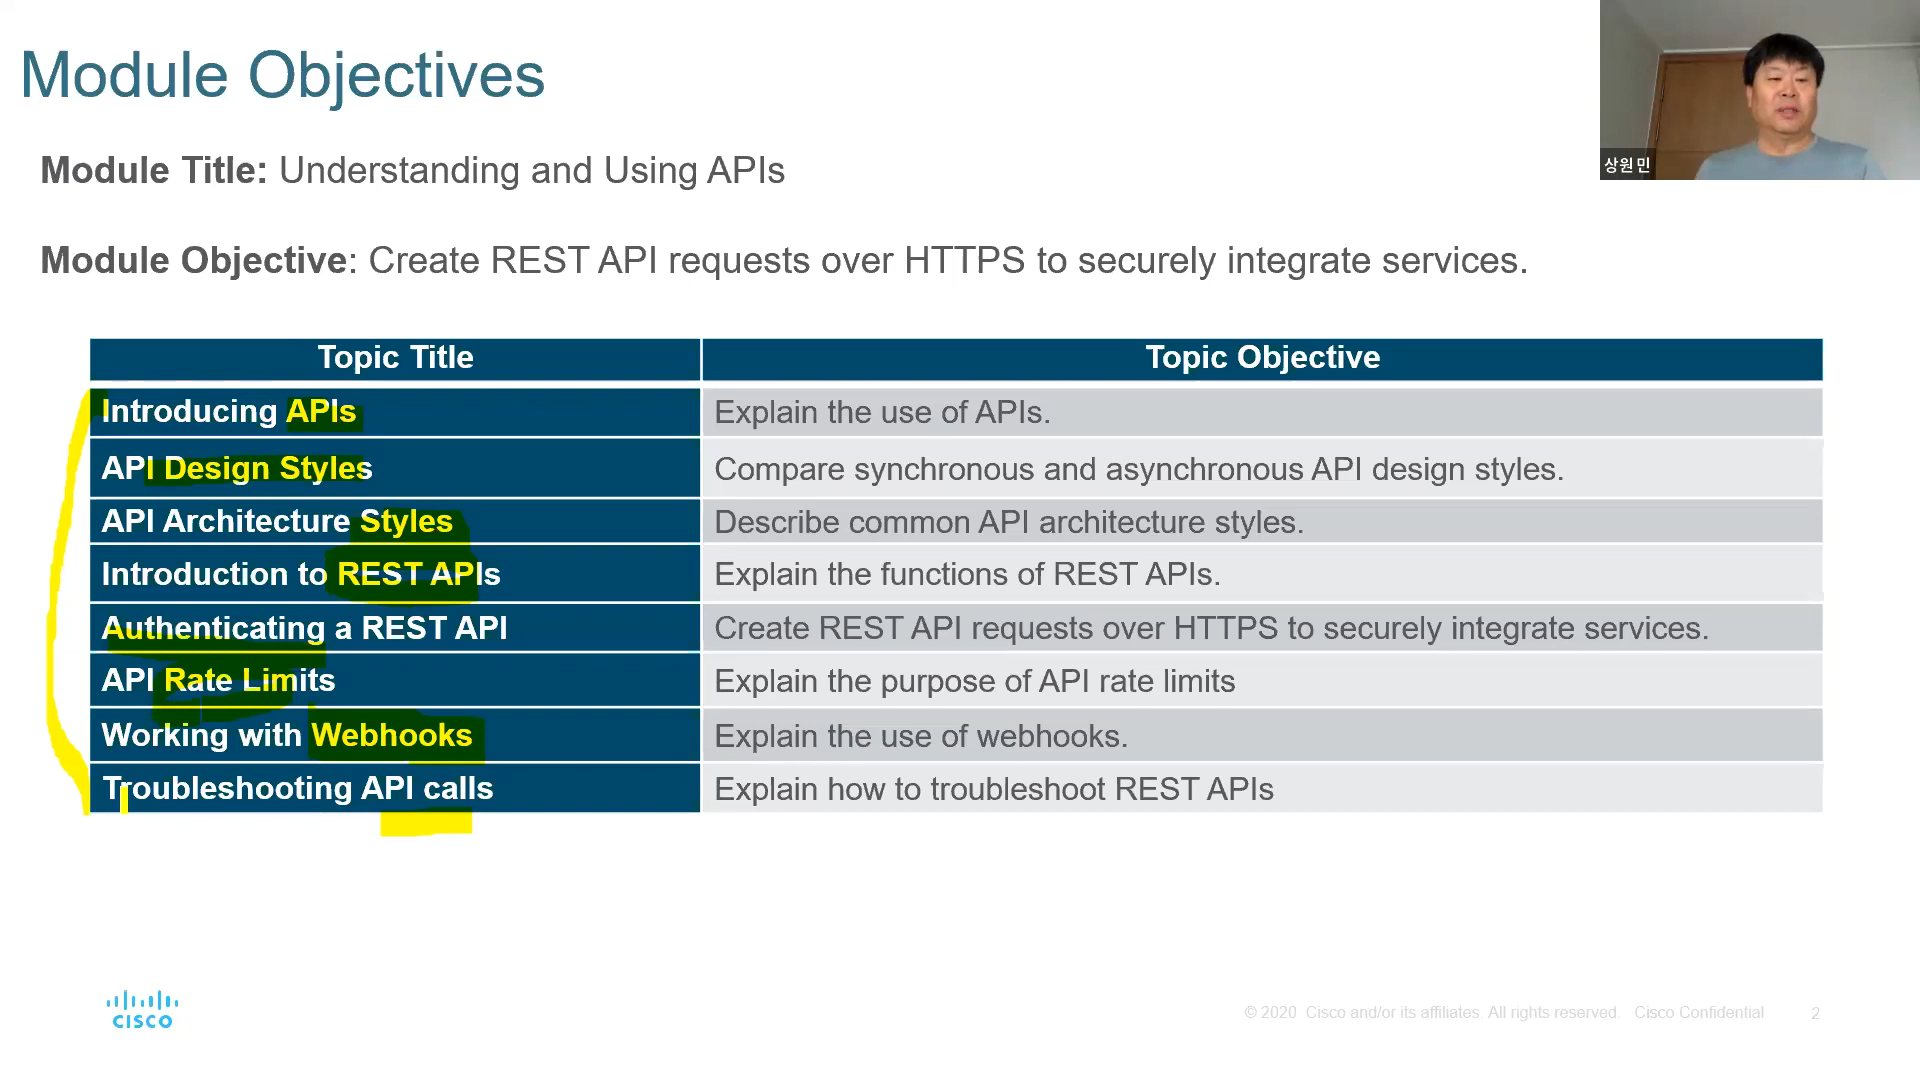 Module Objectives
상원 민
Module Title: Understanding and Using APIs
Module Objective: Create REST API requests over HTTPS to securely integrate services.
Topic Title Topic Objective
Introducing APIs Explain the use of APIs.
API Design Styles Compare synchronous and asynchronous API design styles.
API Architecture Styles Describe common API architecture styles.
Introduction to REST APIs Explain the functions of REST APIs.
Authenticating a REST API Create REST API requests over HTTPS to securely integrate services.
API Rate Limits Explain the purpose of API rate limits
Working with Webhooks Explain the use of webhooks.
Troubleshooting API calls Explain how to troubleshoot REST APIs
CISCO
© 2020 Cisco and/or its affiliates. All rights reserved. Cisco Confidential 2